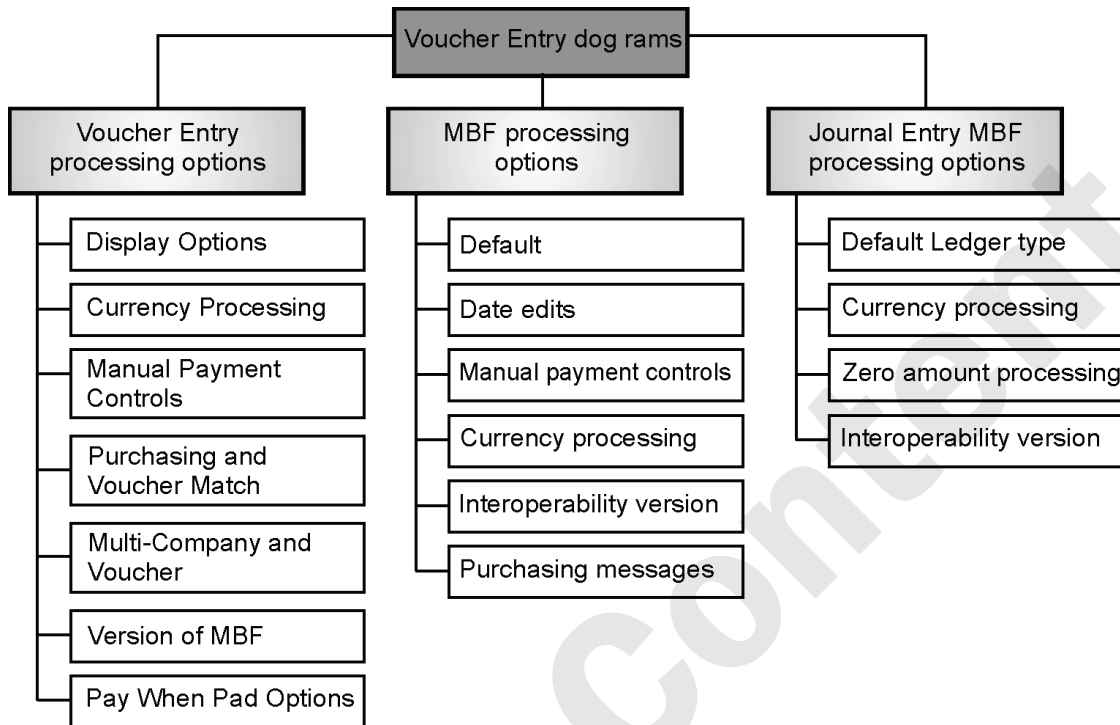 Voucher Entry dog rams
Voucher Entry
processing options
Display Options
Currency Processing
Manual Payment
Controls
Purchasing and
Voucher Match
Multi-Company and
Voucher
Version of MBF
Pay When Pad Options
MBF processing
options
Default
Date edits
Manual payment controls
Currency processing
Interoperability version
Purchasing messages
Journal Entry MBF
processing options
Default Ledger type
Currency processing
Zero amount processing
Interoperability version
Content